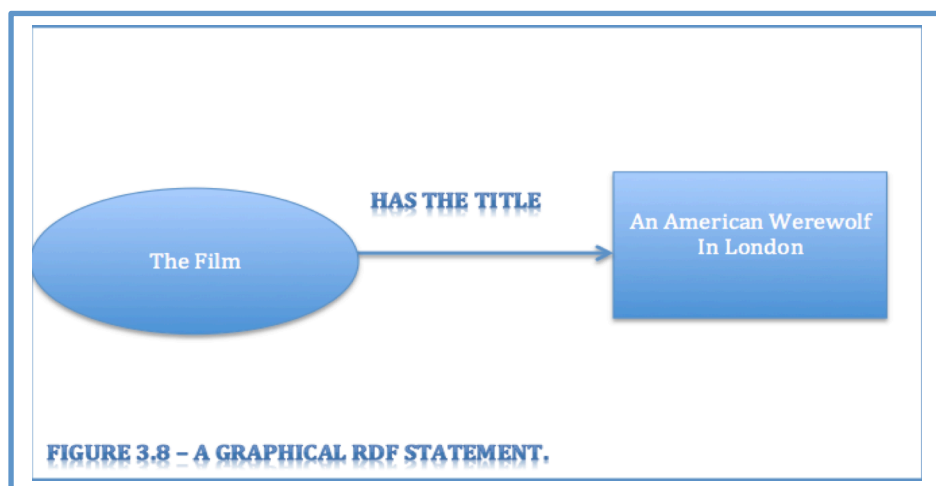 HAS THE TITLE
The Film
An American Werewolf
In London
FIGURE 3.8 – A GRAPHICAL RDF STATEMENT.